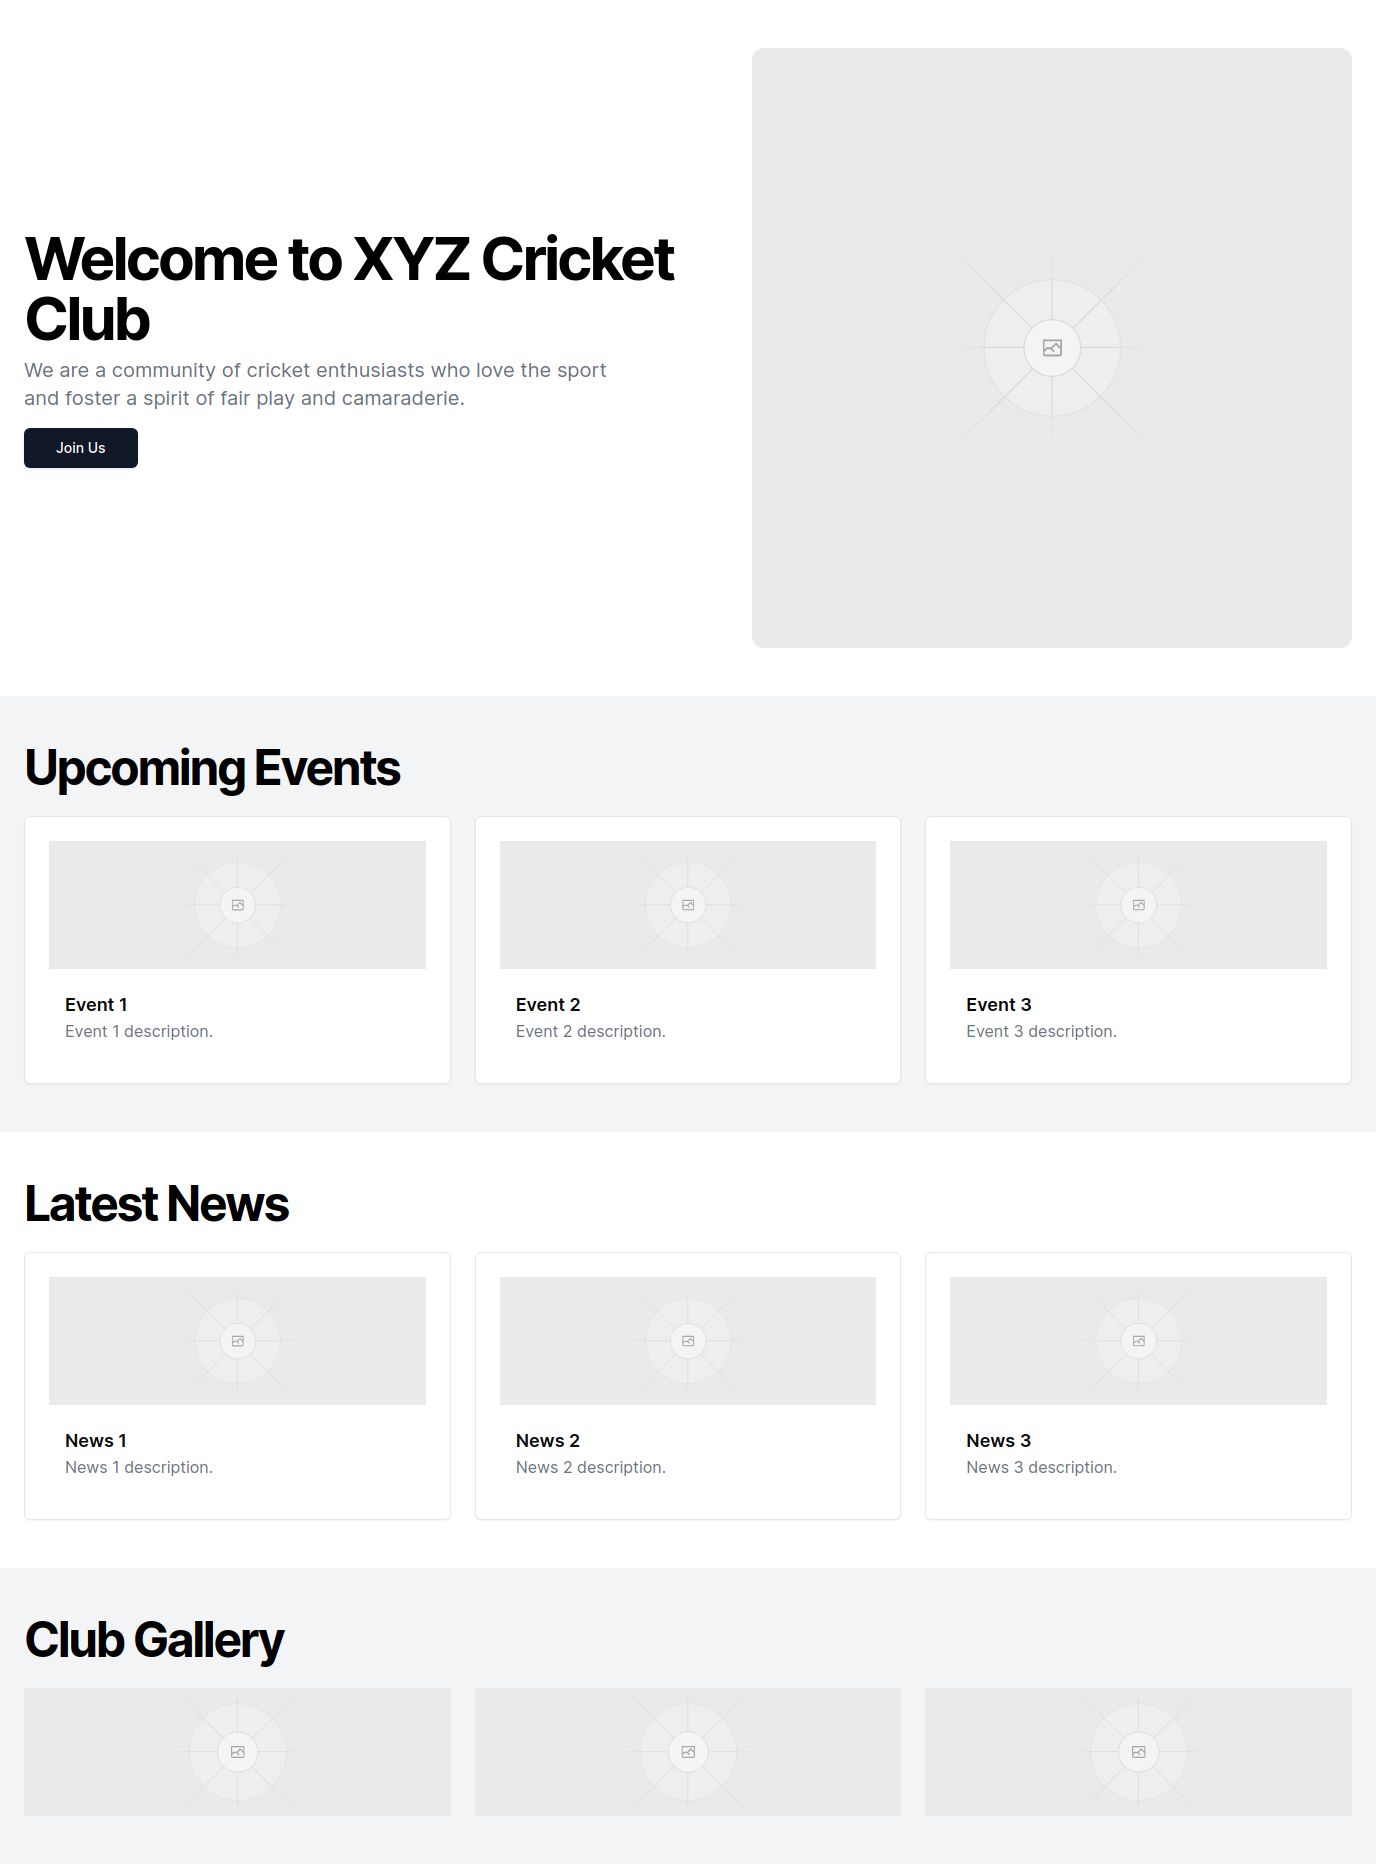 Welcome to XYZ Cricket
Club
We are a community of cricket enthusiasts who love the sport
and foster a spirit of fair play and camaraderie.
Join Us
Upcoming Events
Event 1
Event 1 description.
Event 2
Event 2 description.
Event 3
Event 3 description.
Latest News
News 1
News 1 description.
News 2
News 2 description.
News 3
News 3 description.
Club Gallery